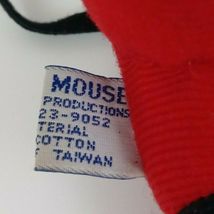 MOUSE
PRODUCTIONS
23-9052
TERIAL
COTTON
TAIWAN